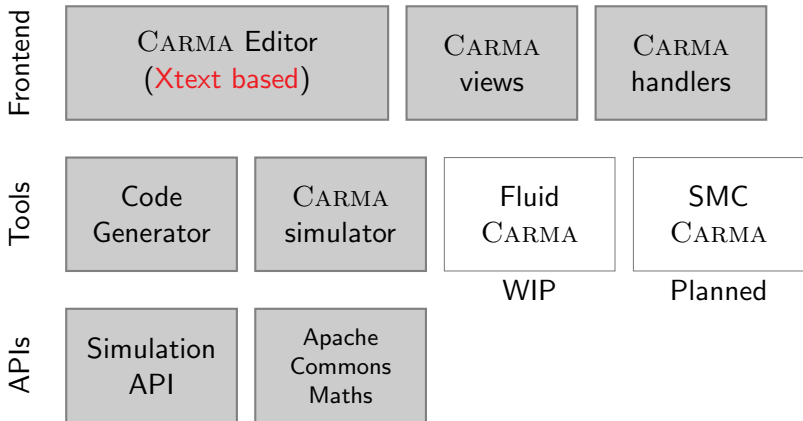 Frontend
CARMA Editor
(Xtext based)
CARMA
views
CARMA
handlers
Tools
Code
Generator
CARMA
simulator
Fluid
CARMA
WIP
SMC
CARMA
Planned
APIs
Simulation
API
Apache
Commons
Maths